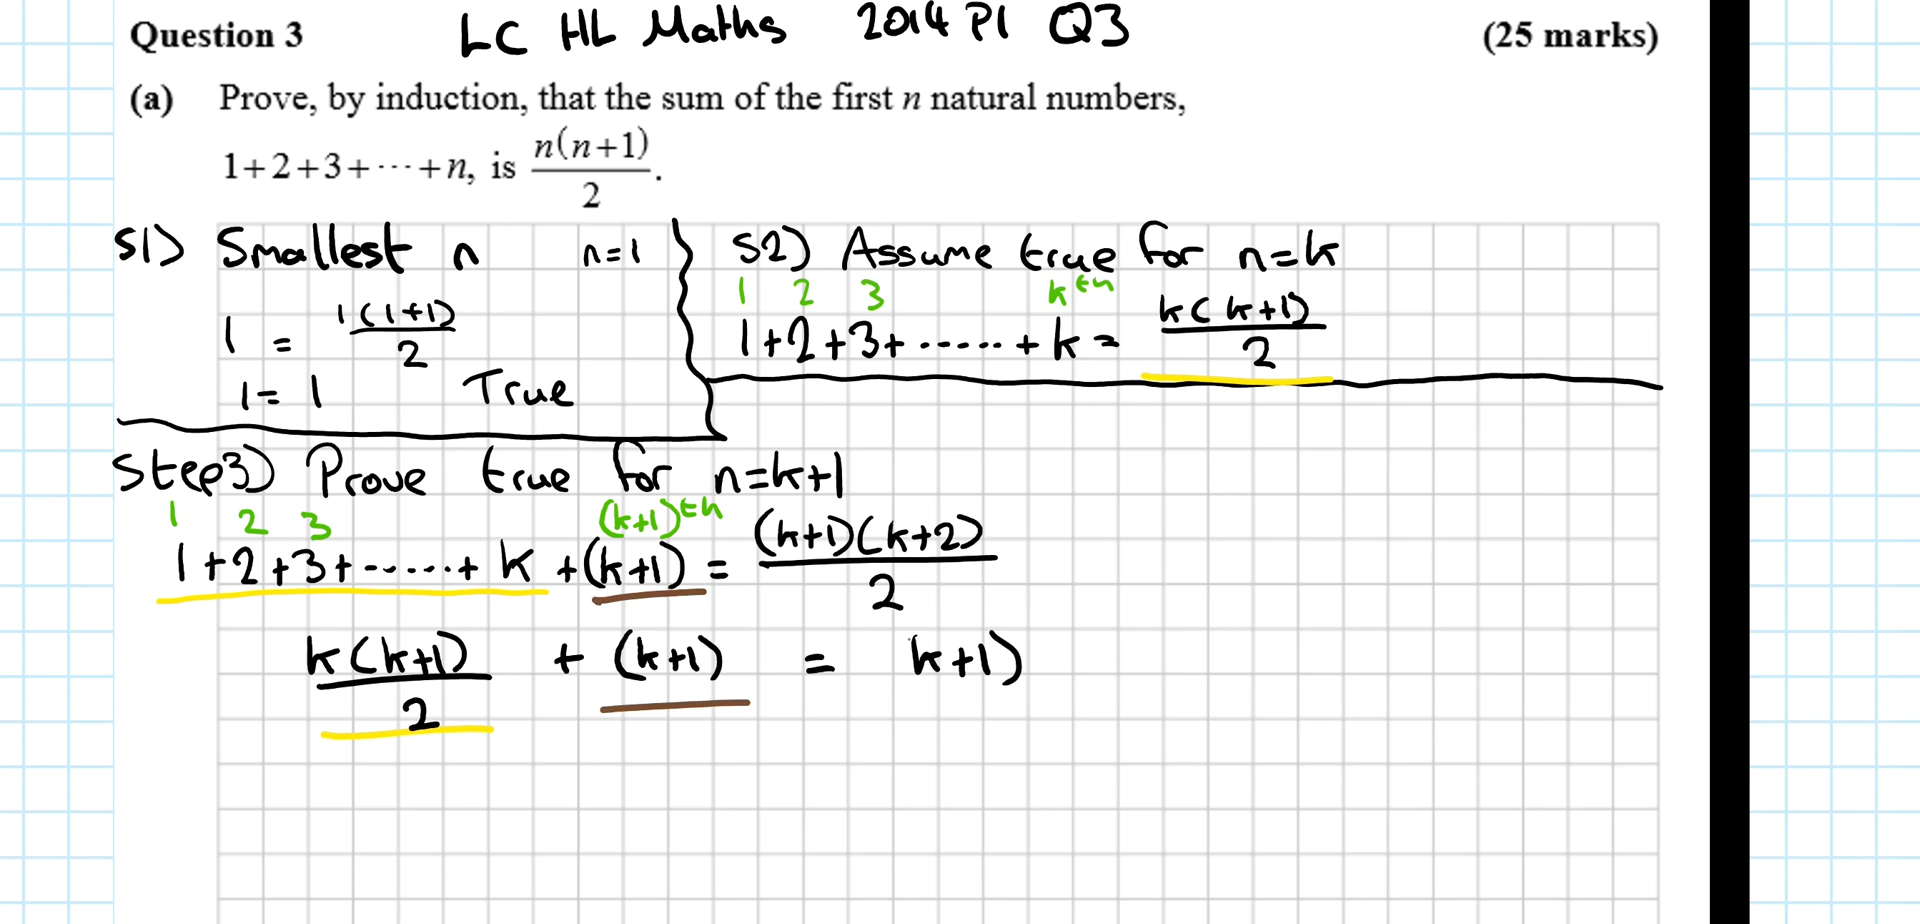 Question 3 LC HL Maths 2014 P1 Q3 (25 marks)
(a) Prove, by induction, that the sum of the first n natural numbers,
1+2+3+⋯+n, is n(n+1)/2.
S1) Smallest n n=1
1 = 1(1+1)/2
1 = 1 True
S2) Assume true for n=k
1 2 3 kᵗʰ
1+2+3+......+k = k(k+1)/2
Step3) Prove true for n=k+1
1 2 3 (k+1)ᵗʰ
1+2+3+......+k+(k+1) = (k+1)(k+2)/2
k(k+1)/2 + (k+1) = k+1)